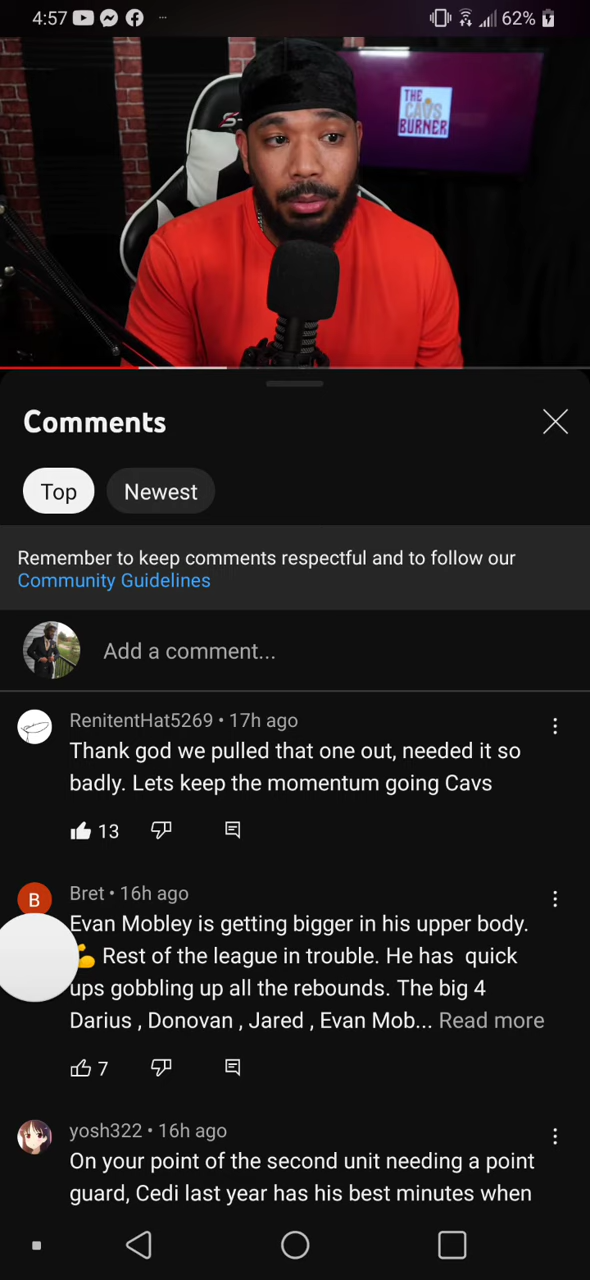 4:57
62%
THE
CAVS
BURNER
Comments
Top
Newest
Remember to keep comments respectful and to follow our
Community Guidelines
Add a comment...
RenitentHat5269 • 17h ago
Thank god we pulled that one out, needed it so
badly. Lets keep the momentum going Cavs
13
B
Bret • 16h ago
Evan Mobley is getting bigger in his upper body.
💪 Rest of the league in trouble. He has quick
ups gobbling up all the rebounds. The big 4
Darius , Donovan , Jared , Evan Mob... Read more
7
yosh322 • 16h ago
On your point of the second unit needing a point
guard, Cedi last year has his best minutes when